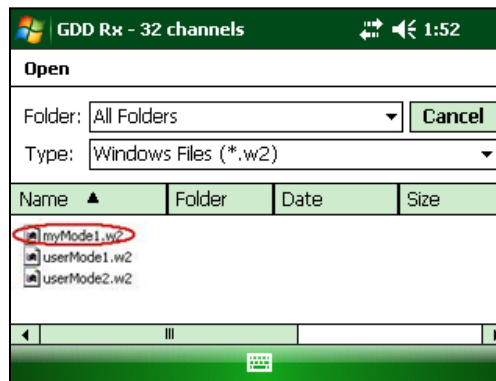 GDD Rx - 32 channels 1:52
Open
Folder: All Folders Cancel
Type: Windows Files (*.w2)
Name Folder Date Size
myMode1.w2
userMode1.w2
userMode2.w2